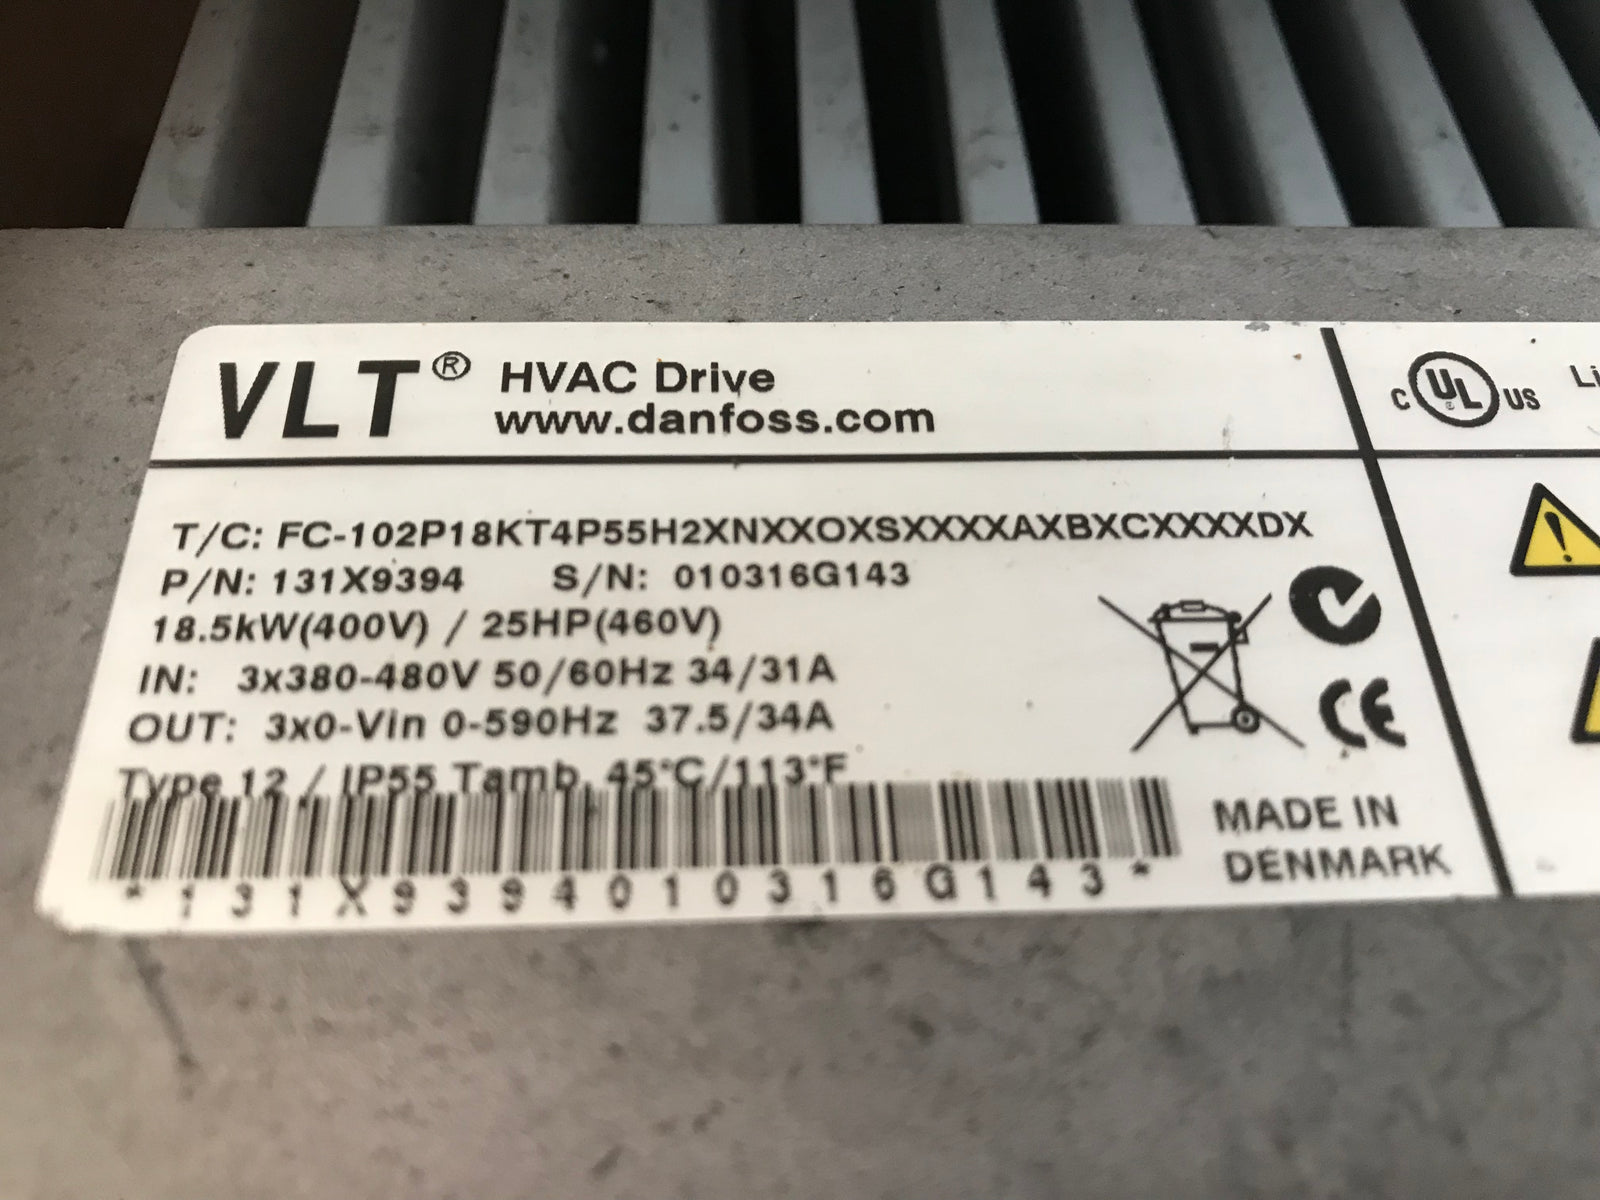 VLT® HVAC Drive
www.danfoss.com
C UL US
T/C: FC-102P18KT4P55H2XNXXOXSXXXXAXBXCXXXXDX
P/N: 131X9394 S/N: 010316G143
18.5kW(400V) / 25HP(460V)
IN: 3x380-480V 50/60Hz 34/31A
OUT: 3x0-Vin 0-590Hz 37.5/34A
Type 12 / IP55 Tamb. 45°C/113°F
*131X9394010316G143*
CE
MADE IN
DENMARK